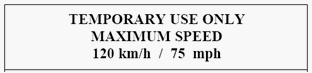 TEMPORARY USE ONLY
MAXIMUM SPEED
120 km/h / 75 mph